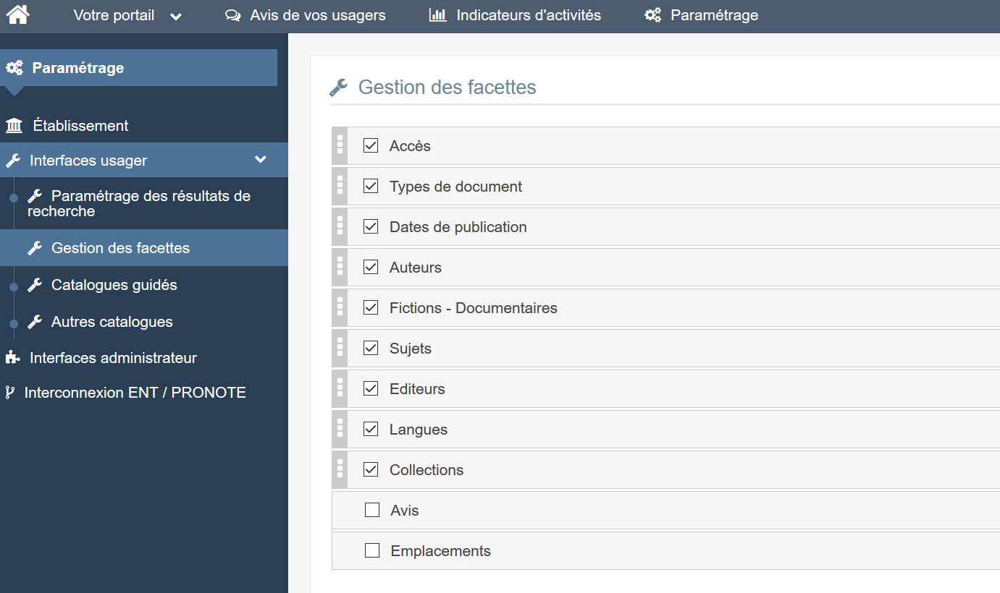 Votre portail
Avis de vos usagers
Indicateurs d'activités
Paramétrage
Paramétrage
Établissement
Interfaces usager
Paramétrage des résultats de
recherche
Gestion des facettes
Catalogues guidés
Autres catalogues
Interfaces administrateur
Interconnexion ENT / PRONOTE
Gestion des facettes
Accès
Types de document
Dates de publication
Auteurs
Fictions - Documentaires
Sujets
Editeurs
Langues
Collections
Avis
Emplacements